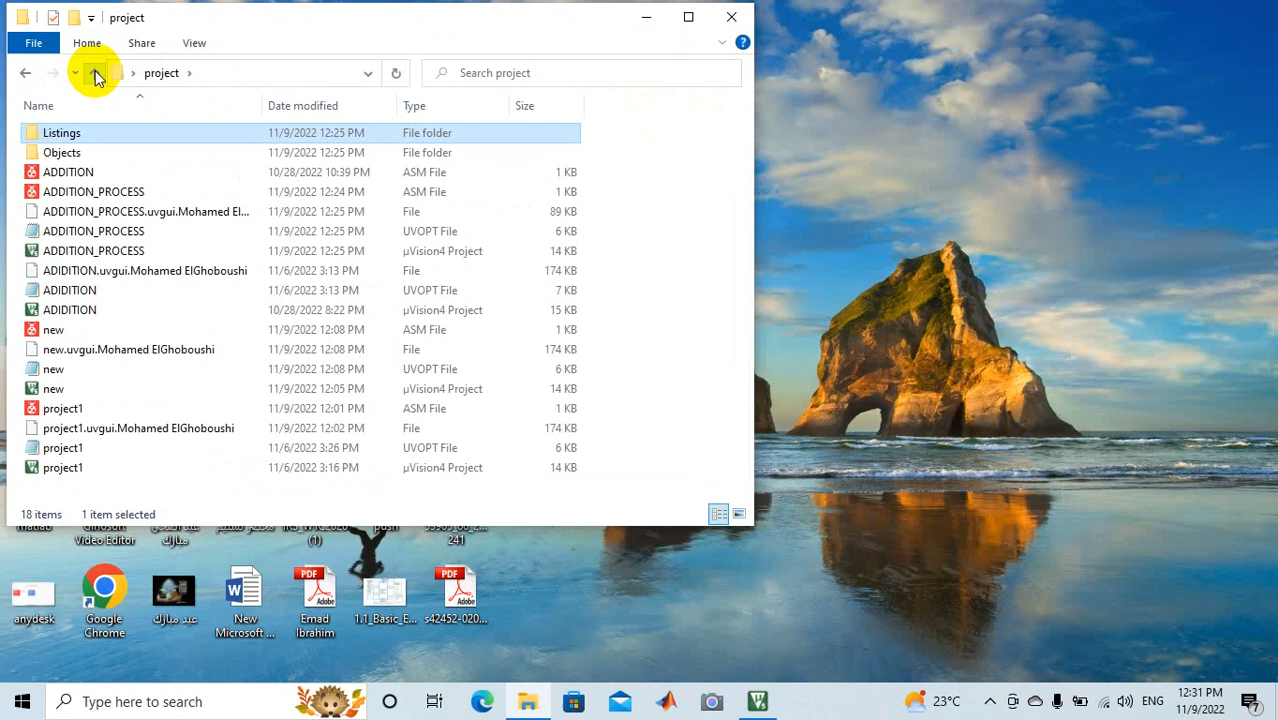 project
File Home Share View
project
Search project
Name Date modified Type Size
Listings 11/9/2022 12:25 PM File folder
Objects 11/9/2022 12:25 PM File folder
ADDITION 10/28/2022 10:39 PM ASM File 1 KB
ADDITION_PROCESS 11/9/2022 12:24 PM ASM File 1 KB
ADDITION_PROCESS.uvgui.Mohamed El... 11/9/2022 12:25 PM File 89 KB
ADDITION_PROCESS 11/9/2022 12:25 PM UVOPT File 6 KB
ADDITION_PROCESS 11/9/2022 12:25 PM µVision4 Project 14 KB
ADIDITION.uvgui.Mohamed ElGhoboushi 11/6/2022 3:13 PM File 174 KB
ADIDITION 11/6/2022 3:13 PM UVOPT File 7 KB
ADIDITION 10/28/2022 8:22 PM µVision4 Project 15 KB
new 11/9/2022 12:08 PM ASM File 1 KB
new.uvgui.Mohamed ElGhoboushi 11/9/2022 12:08 PM File 174 KB
new 11/9/2022 12:08 PM UVOPT File 6 KB
new 11/9/2022 12:05 PM µVision4 Project 14 KB
project1 11/9/2022 12:01 PM ASM File 1 KB
project1.uvgui.Mohamed ElGhoboushi 11/9/2022 12:02 PM File 174 KB
project1 11/6/2022 3:26 PM UVOPT File 6 KB
project1 11/6/2022 3:16 PM µVision4 Project 14 KB
18 items 1 item selected
Video Editor مبارك (1) 241
anydesk Google Chrome عيد مبارك New Microsoft ... Emad Ibrahim 1.1_Basic_E... s42452-020...
Type here to search
23°C
12:31 PM
11/9/2022
7